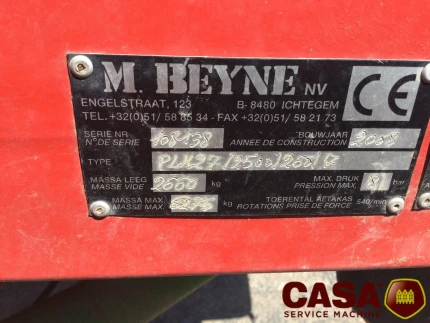 M. BEYNE NV
ENGELSTRAAT, 123 B- 8480 ICHTEGEM
TEL. +32(0)51/ 58 85 34 - FAX +32(0)51/ 58 21 73
SERIE NR BOUWJAAR
N° DE SERIE 108198 ANNEE DE CONSTRUCTION 2008
TYPE
MASSA LEEG MAX. DRUK
MASSE VIDE 2650 kg PRESSION MAX. 8 bar
MASSA MAX. TOERENTAL AFTAKAS
MASSE MAX. kg ROTATIONS PRISE DE FORCE 540/min
CE
CASA
SERVICE MACHINE